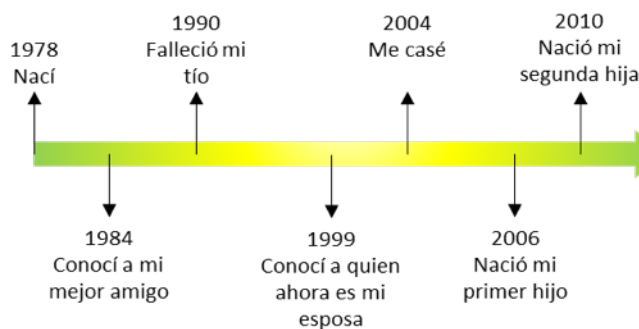 1978
Nací
1990
Falleció mi
tío
2004
Me casé
2010
Nació mi
segunda hija
1984
Conocí a mi
mejor amigo
1999
Conocí a quien
ahora es mi
esposa
2006
Nació mi
primer hijo